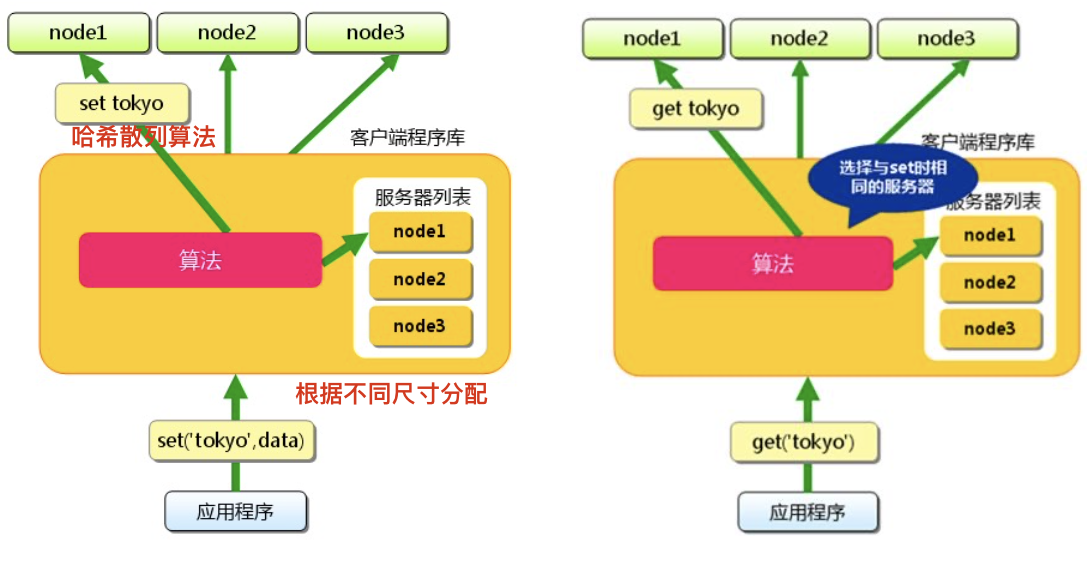 node1
node2
node3
set tokyo
哈希散列算法
客户端程序库
服务器列表
node1
算法
node2
node3
根据不同尺寸分配
set('tokyo',data)
应用程序
node1
node2
node3
get tokyo
客户端程序库
选择与set时相
同的服务器
服务器列表
node1
算法
node2
node3
get('tokyo')
应用程序